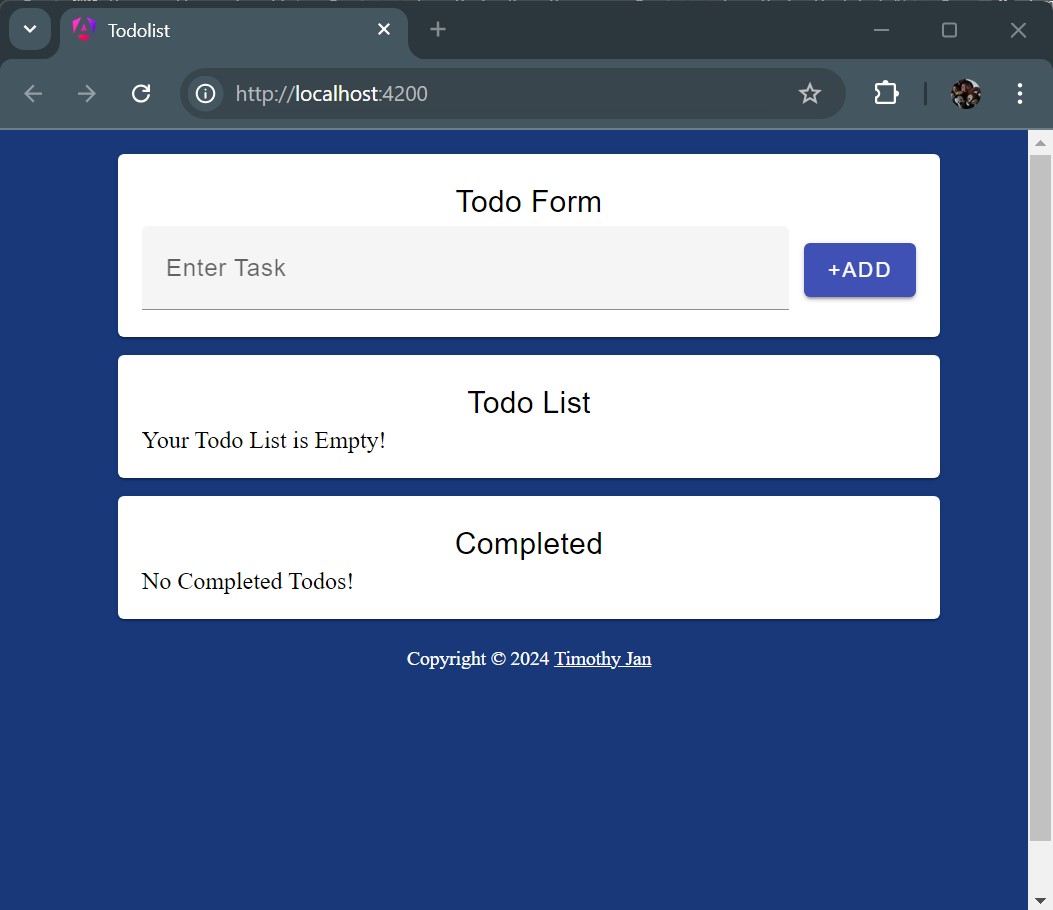 Todolist
http://localhost:4200
Todo Form
Enter Task
+ADD
Todo List
Your Todo List is Empty!
Completed
No Completed Todos!
Copyright © 2024 Timothy Jan